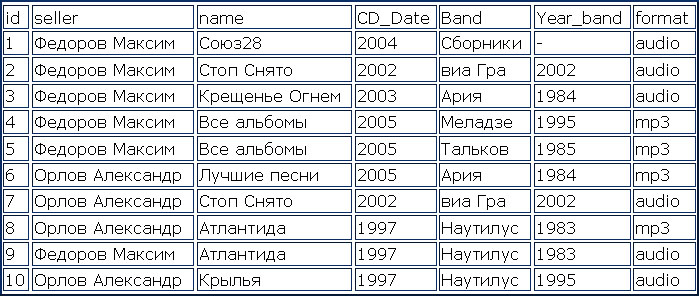 id seller name CD_Date Band Year_band format
1 Федоров Максим Союз28 2004 Сборники - audio
2 Федоров Максим Стоп Снято 2002 виа Гра 2002 audio
3 Федоров Максим Крещенье Огнем 2003 Ария 1984 audio
4 Федоров Максим Все альбомы 2005 Меладзе 1995 mp3
5 Федоров Максим Все альбомы 2005 Тальков 1985 mp3
6 Орлов Александр Лучшие песни 2005 Ария 1984 mp3
7 Орлов Александр Стоп Снято 2002 виа Гра 2002 audio
8 Орлов Александр Атлантида 1997 Наутилус 1983 mp3
9 Федоров Максим Атлантида 1997 Наутилус 1983 audio
10 Орлов Александр Крылья 1997 Наутилус 1995 audio